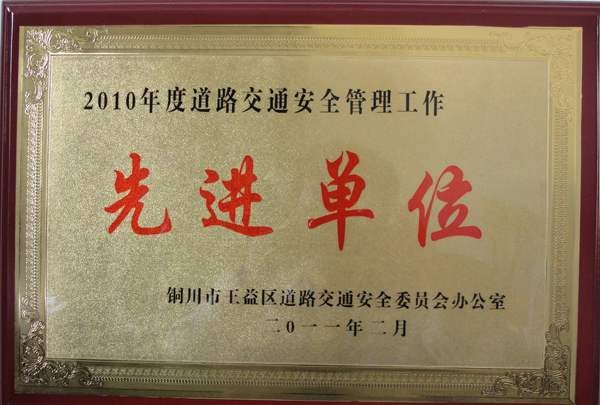 2010年度道路交通安全管理工作
先进单位
铜川市王益区道路交通安全委员会办公室
二0一一年二月